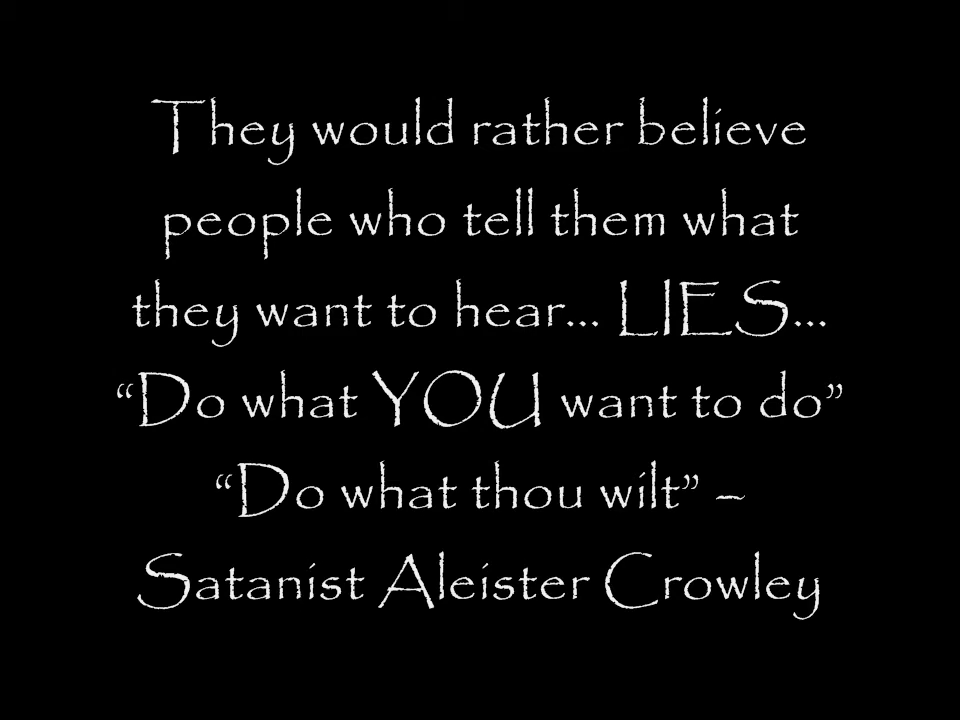 They would rather believe
people who tell them what
they want to hear... LIES...
“Do what YOU want to do”
“Do what thou wilt” –
Satanist Aleister Crowley